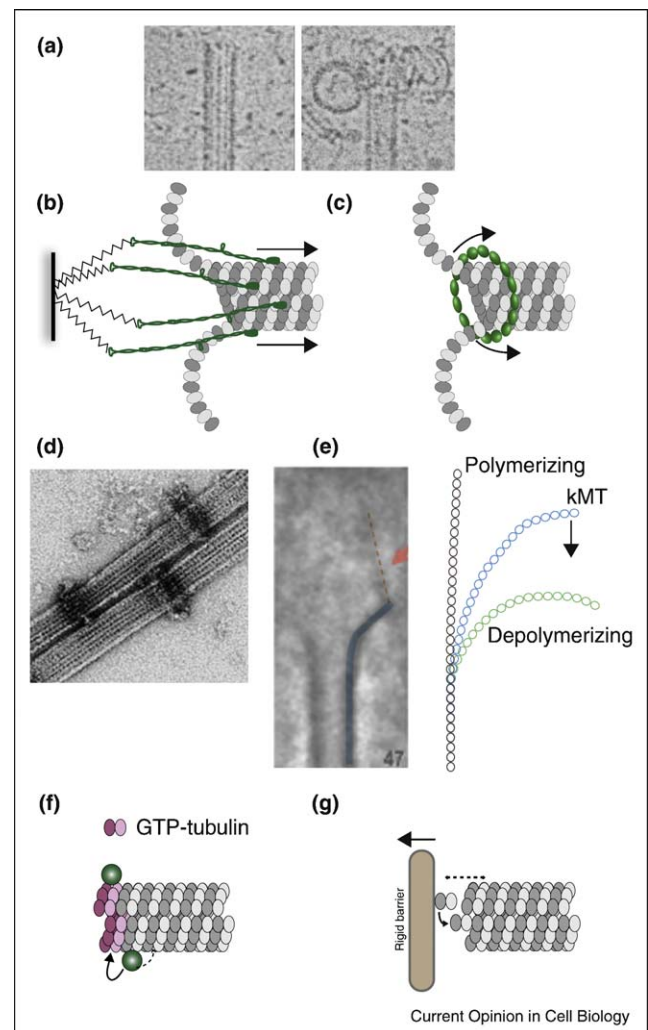 (a)
(b)
(c)
(d)
(e)
Polymerizing
kMT
Depolymerizing
47
(f)
(g)
GTP-tubulin
Rigid barrier
Current Opinion in Cell Biology